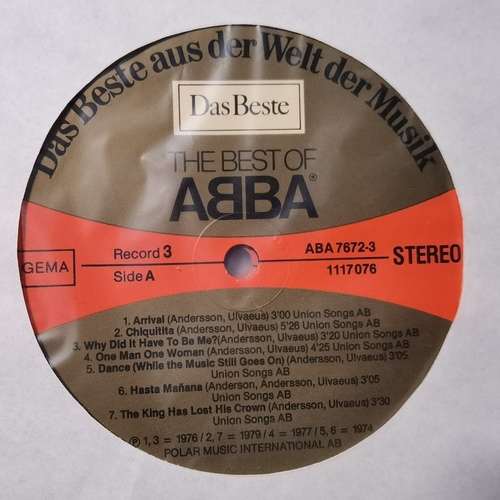 Das Beste aus der Welt der Musik
Das Beste
THE BEST OF
ABBA®
GEMA
Record 3
Side A
ABA 7672-3
1117076
STEREO
1. Arrival (Andersson, Ulvaeus) 3'00 Union Songs AB
2. Chiquitita (Andersson, Ulvaeus) 5'26 Union Songs AB
3. Why Did It Have To Be Me? (Andersson, Ulvaeus) 3'20 Union Songs AB
4. One Man One Woman (Andersson, Ulvaeus) 4'25 Union Songs AB
5. Dance (While the Music Still Goes On) (Andersson, Ulvaeus) 3'05
Union Songs AB
6. Hasta Mañana (Anderson, Andersson, Ulvaeus) 3'05
Union Songs AB
7. The King Has Lost His Crown (Andersson, Ulvaeus) 3'30
Union Songs AB
℗ 1, 3 = 1976 / 2, 7 = 1979 / 4 = 1977 / 5, 6 = 1974
POLAR MUSIC INTERNATIONAL AB